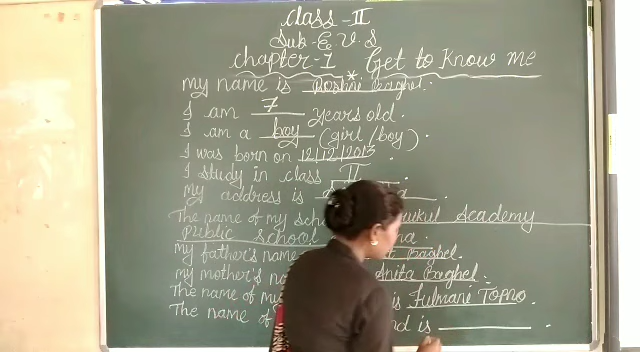 Class - II
Sub - E V S
chapter - 1 Get to Know me
my name is Roshni Baghel.
I am 7 years old.
I am a boy (girl/boy).
I was born on 12/12/2013.
I study in class II.
my address is
The name of my Academy
public school
my father's Baghel.
my mother's Anita Baghel.
The name of my is Fulmani TOPNO.
The name of is ______.